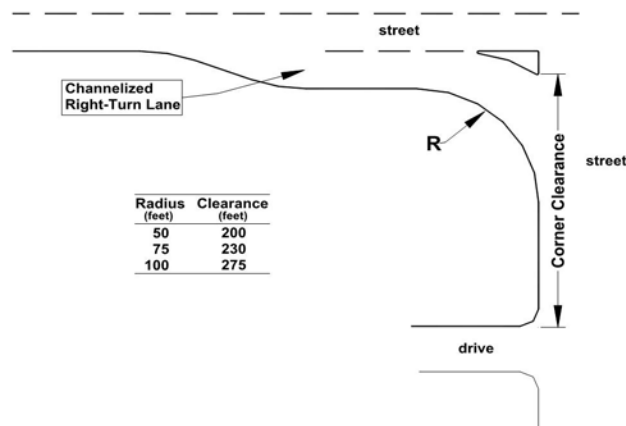 street
Channelized
Right-Turn Lane
R
Corner Clearance
street
Radius Clearance
(feet) (feet)
50 200
75 230
100 275
drive